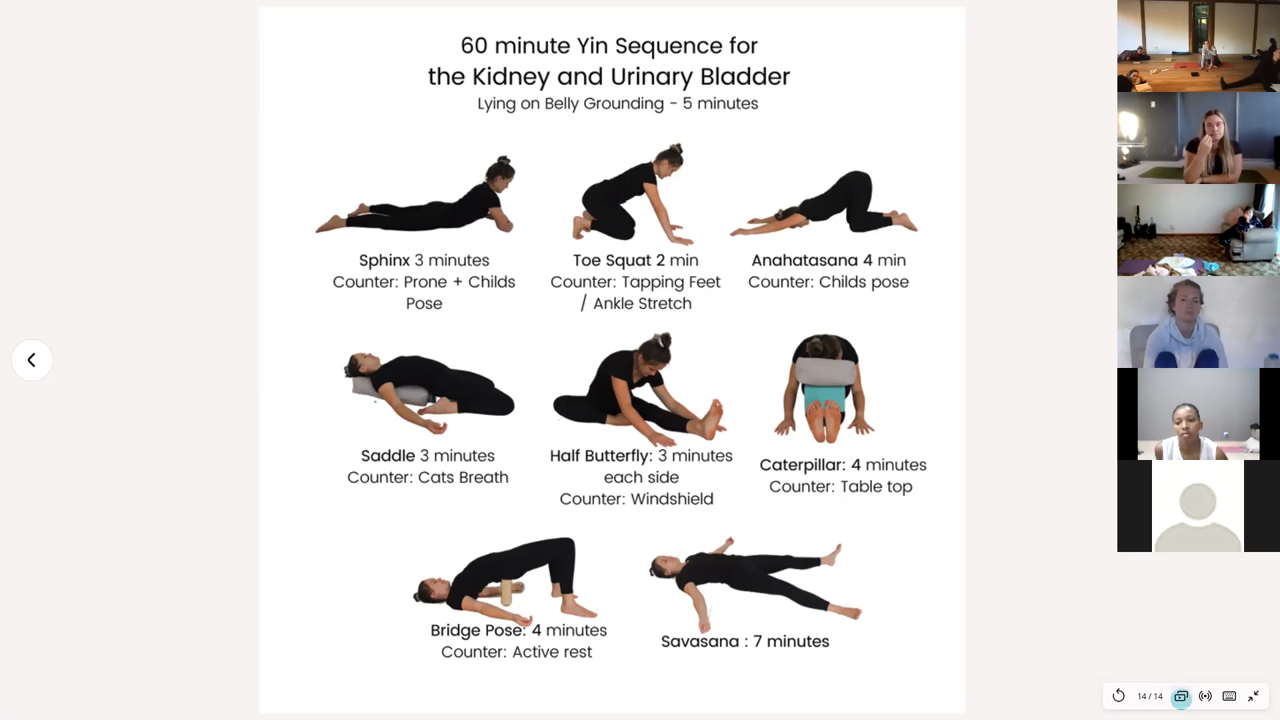 60 minute Yin Sequence for
the Kidney and Urinary Bladder
Lying on Belly Grounding - 5 minutes
Sphinx 3 minutes
Counter: Prone + Childs
Pose
Toe Squat 2 min
Counter: Tapping Feet
/ Ankle Stretch
Anahatasana 4 min
Counter: Childs pose
Saddle 3 minutes
Counter: Cats Breath
Half Butterfly: 3 minutes
each side
Counter: Windshield
Caterpillar: 4 minutes
Counter: Table top
Bridge Pose: 4 minutes
Counter: Active rest
Savasana : 7 minutes
14 / 14